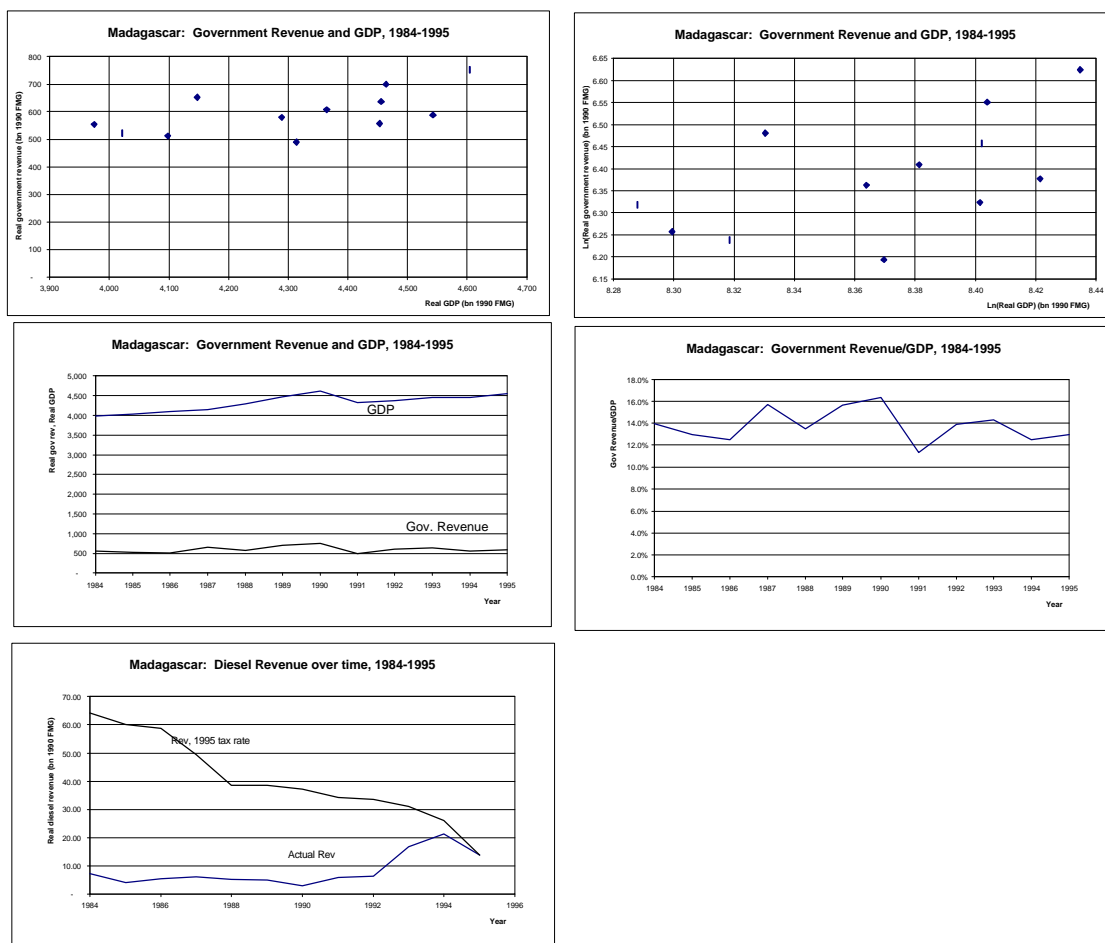 Madagascar: Government Revenue and GDP, 1984-1995
Real government revenue (bn 1990 FMG)
800
700
600
500
400
300
200
100
-
3,900 4,000 4,100 4,200 4,300 4,400 4,500 4,600 4,700
Real GDP (bn 1990 FMG)
Madagascar: Government Revenue and GDP, 1984-1995
Ln(Real government revenue) (bn 1990 FMG)
6.65
6.60
6.55
6.50
6.45
6.40
6.35
6.30
6.25
6.20
6.15
8.28 8.30 8.32 8.34 8.36 8.38 8.40 8.42 8.44
Ln(Real GDP) (bn 1990 FMG)
Madagascar: Government Revenue and GDP, 1984-1995
Real gov rev, Real GDP
5,000
4,500
4,000
3,500
3,000
2,500
2,000
1,500
1,000
500
-
GDP
Gov. Revenue
1984 1985 1986 1987 1988 1989 1990 1991 1992 1993 1994 1995
Year
Madagascar: Government Revenue/GDP, 1984-1995
Gov Revenue/GDP
18.0%
16.0%
14.0%
12.0%
10.0%
8.0%
6.0%
4.0%
2.0%
0.0%
1984 1985 1986 1987 1988 1989 1990 1991 1992 1993 1994 1995
Year
Madagascar: Diesel Revenue over time, 1984-1995
Real diesel revenue (bn 1990 FMG)
70.00
60.00
50.00
40.00
30.00
20.00
10.00
-
Rev, 1995 tax rate
Actual Rev
1984 1986 1988 1990 1992 1994 1996
Year